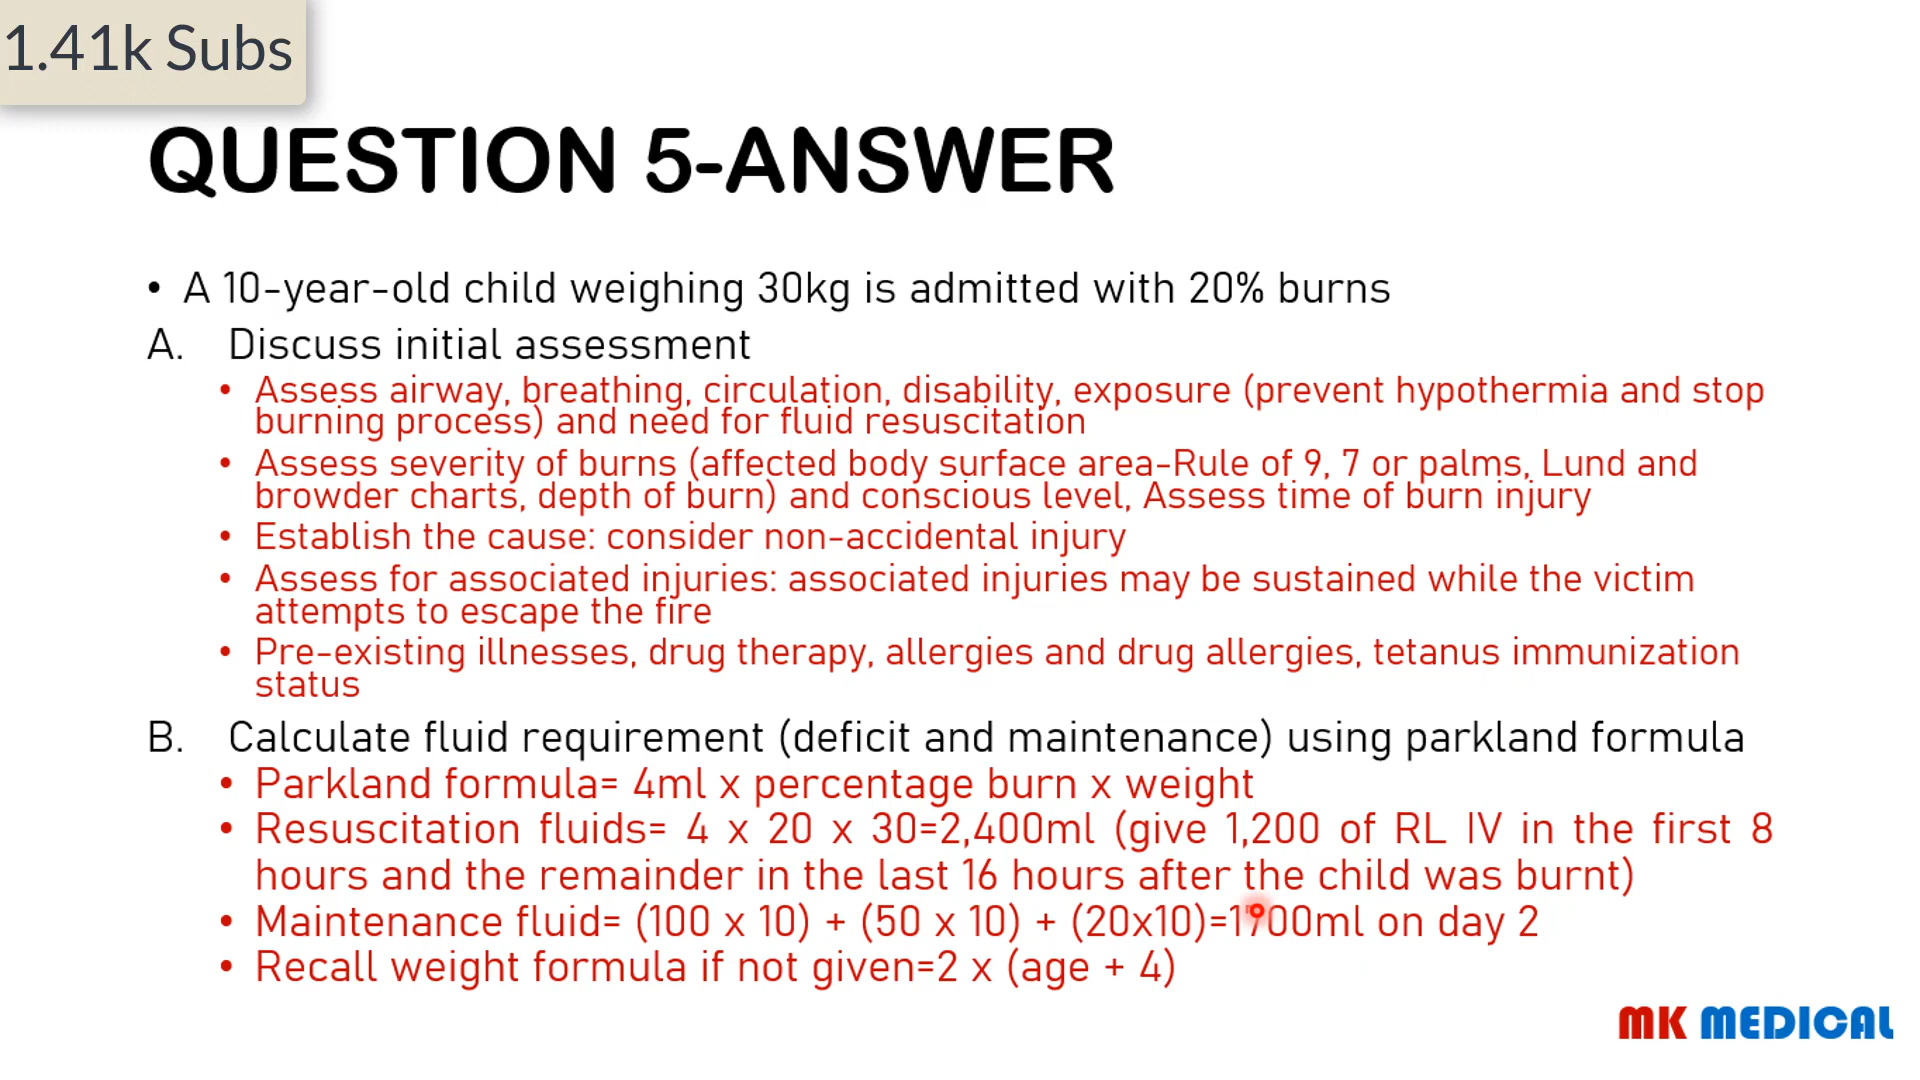 1.41k Subs
QUESTION 5-ANSWER
• A 10-year-old child weighing 30kg is admitted with 20% burns
A. Discuss initial assessment
• Assess airway, breathing, circulation, disability, exposure (prevent hypothermia and stop
burning process) and need for fluid resuscitation
• Assess severity of burns (affected body surface area-Rule of 9, 7 or palms, Lund and
browder charts, depth of burn) and conscious level, Assess time of burn injury
• Establish the cause: consider non-accidental injury
• Assess for associated injuries: associated injuries may be sustained while the victim
attempts to escape the fire
• Pre-existing illnesses, drug therapy, allergies and drug allergies, tetanus immunization
status
B. Calculate fluid requirement (deficit and maintenance) using parkland formula
• Parkland formula= 4ml x percentage burn x weight
• Resuscitation fluids= 4 x 20 x 30=2,400ml (give 1,200 of RL IV in the first 8
hours and the remainder in the last 16 hours after the child was burnt)
• Maintenance fluid= (100 x 10) + (50 x 10) + (20x10)=1700ml on day 2
• Recall weight formula if not given=2 x (age + 4)
MK MEDICAL